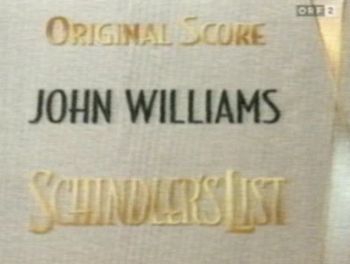 ORF 2
ORIGINAL SCORE
JOHN WILLIAMS
SCHINDLER'S LIST